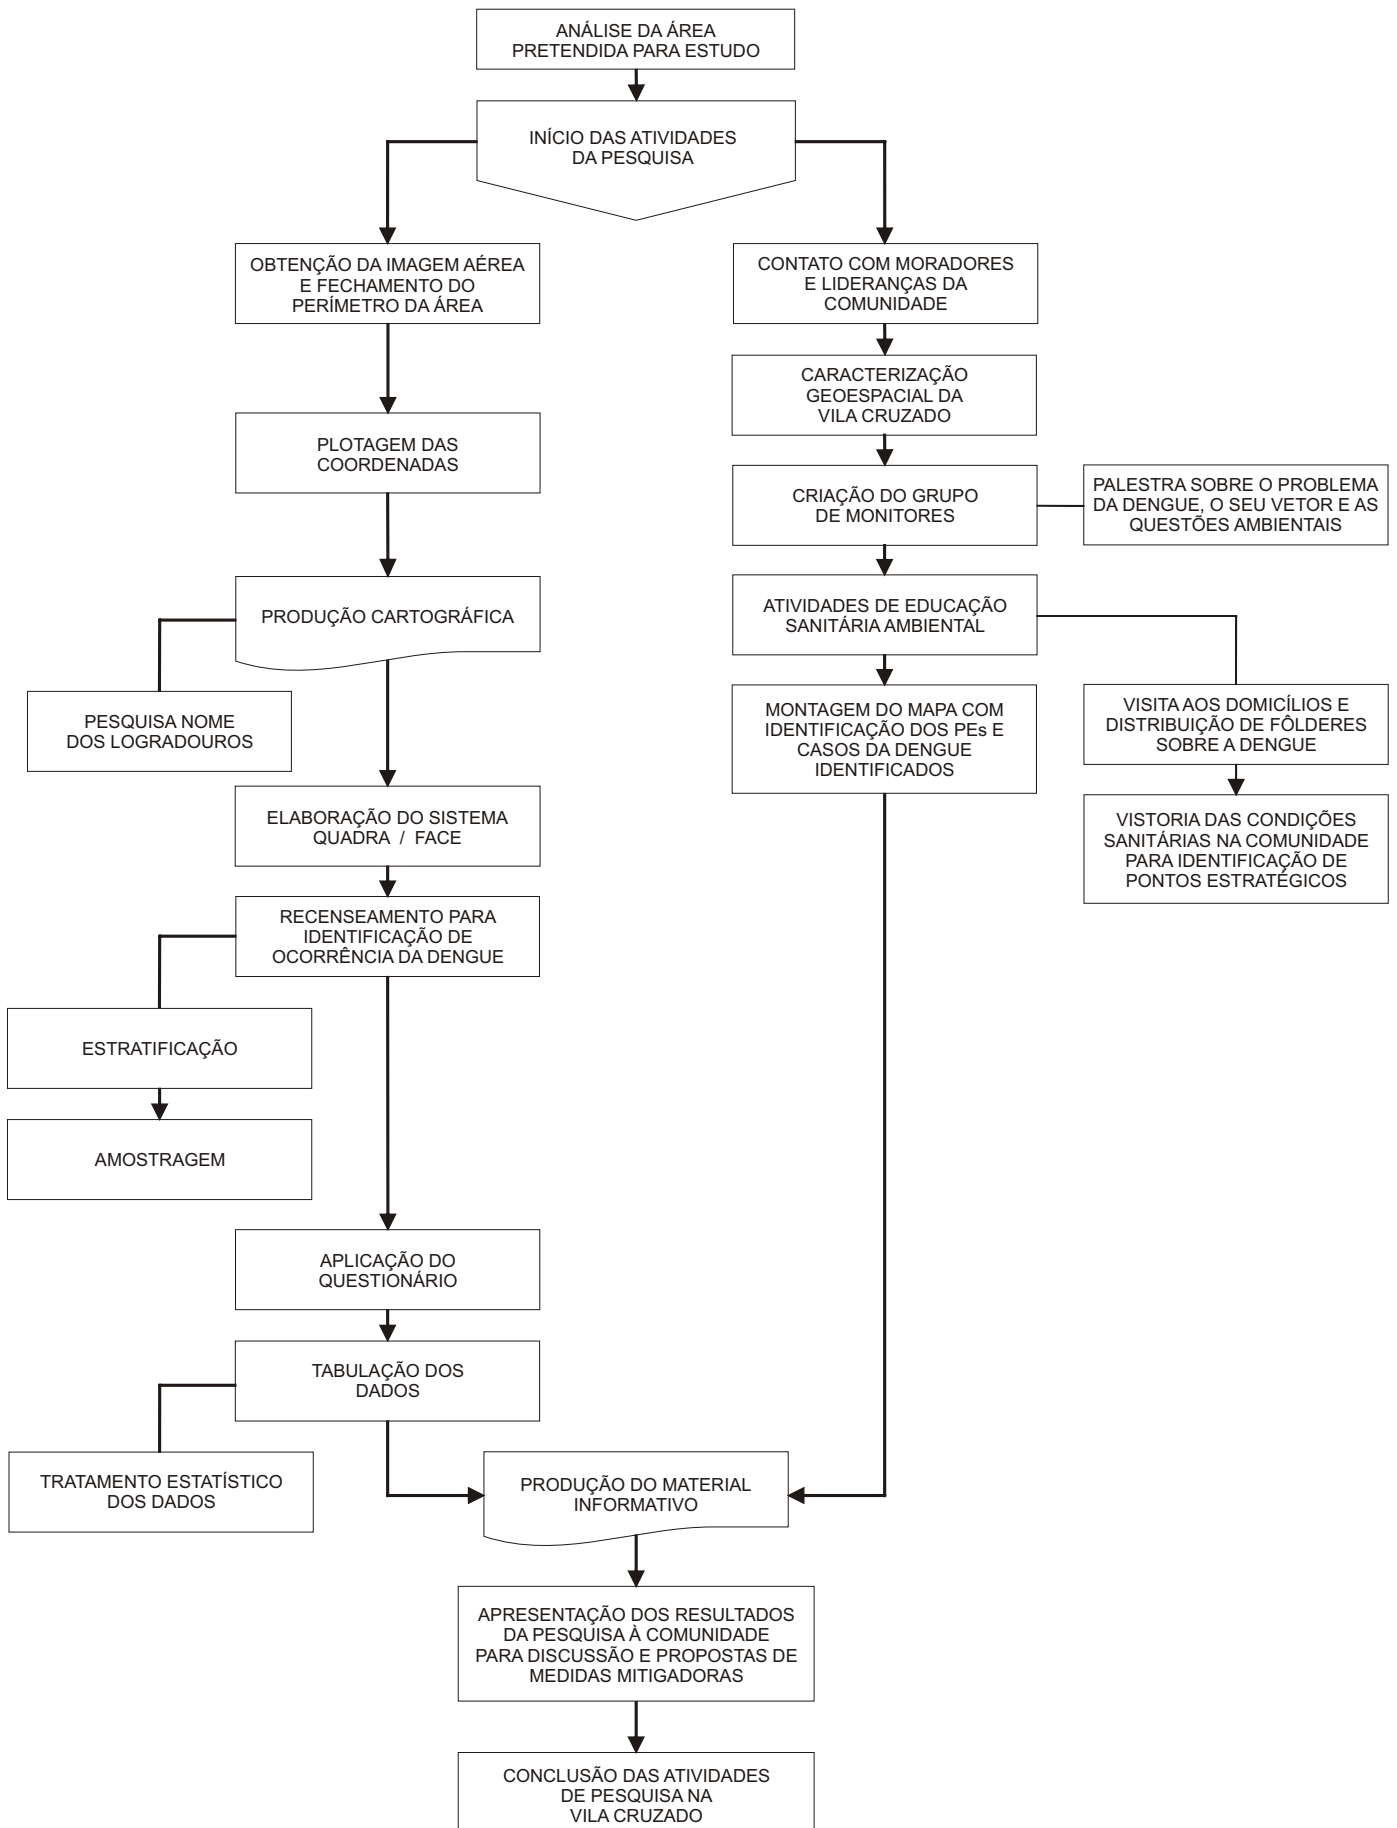 ANÁLISE DA ÁREA
PRETENDIDA PARA ESTUDO
INÍCIO DAS ATIVIDADES
DA PESQUISA
OBTENÇÃO DA IMAGEM AÉREA
E FECHAMENTO DO
PERÍMETRO DA ÁREA
PLOTAGEM DAS
COORDENADAS
PRODUÇÃO CARTOGRÁFICA
PESQUISA NOME
DOS LOGRADOUROS
ELABORAÇÃO DO SISTEMA
QUADRA / FACE
RECENSEAMENTO PARA
IDENTIFICAÇÃO DE
OCORRÊNCIA DA DENGUE
ESTRATIFICAÇÃO
AMOSTRAGEM
APLICAÇÃO DO
QUESTIONÁRIO
TABULAÇÃO DOS
DADOS
TRATAMENTO ESTATÍSTICO
DOS DADOS
CONTATO COM MORADORES
E LIDERANÇAS DA
COMUNIDADE
CARACTERIZAÇÃO
GEOESPACIAL DA
VILA CRUZADO
CRIAÇÃO DO GRUPO
DE MONITORES
PALESTRA SOBRE O PROBLEMA
DA DENGUE, O SEU VETOR E AS
QUESTÕES AMBIENTAIS
ATIVIDADES DE EDUCAÇÃO
SANITÁRIA AMBIENTAL
VISITA AOS DOMICÍLIOS E
DISTRIBUIÇÃO DE FÔLDERES
SOBRE A DENGUE
VISTORIA DAS CONDIÇÕES
SANITÁRIAS NA COMUNIDADE
PARA IDENTIFICAÇÃO DE
PONTOS ESTRATÉGICOS
MONTAGEM DO MAPA COM
IDENTIFICAÇÃO DOS PEs E
CASOS DA DENGUE
IDENTIFICADOS
PRODUÇÃO DO MATERIAL
INFORMATIVO
APRESENTAÇÃO DOS RESULTADOS
DA PESQUISA À COMUNIDADE
PARA DISCUSSÃO E PROPOSTAS DE
MEDIDAS MITIGADORAS
CONCLUSÃO DAS ATIVIDADES
DE PESQUISA NA
VILA CRUZADO